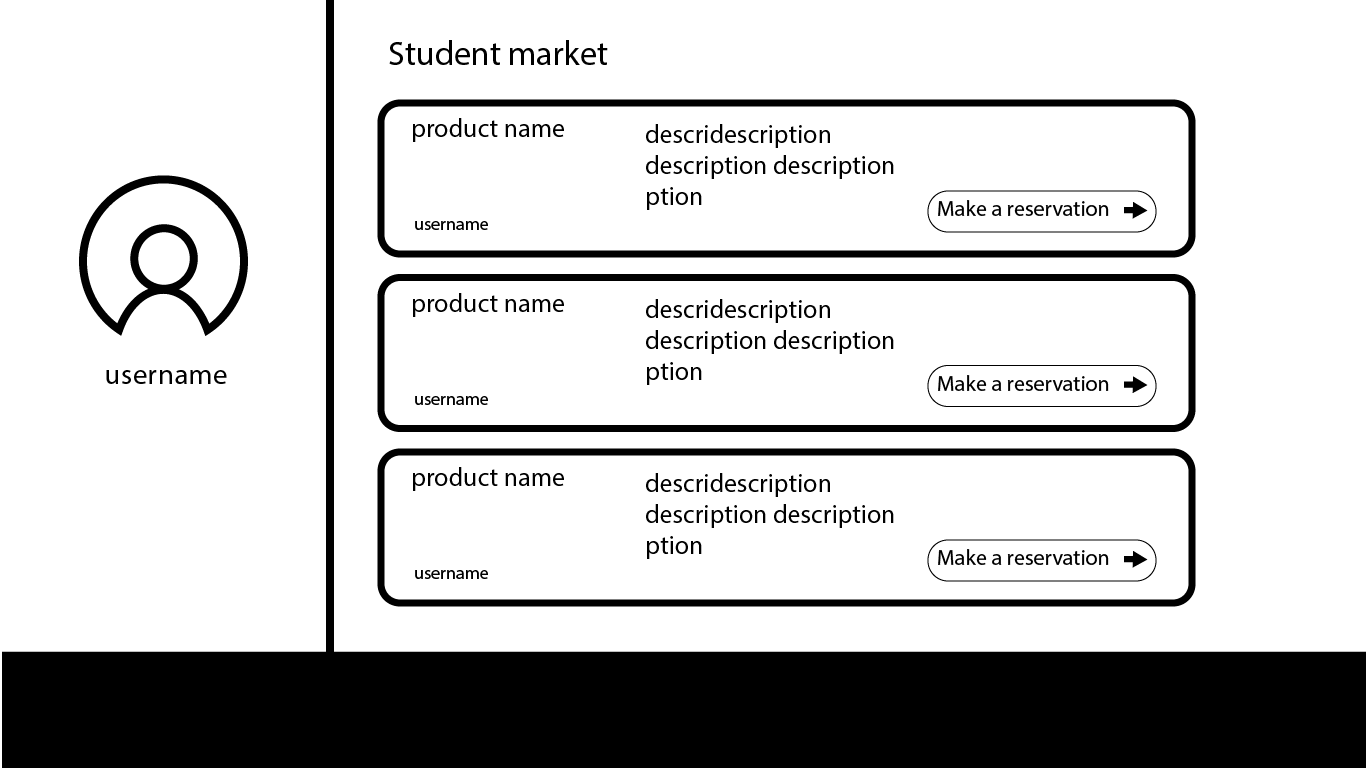 Student market
username
product name
descridescription
description description
ption
username
Make a reservation
product name
descridescription
description description
ption
username
Make a reservation
product name
descridescription
description description
ption
username
Make a reservation